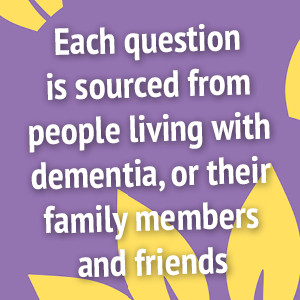 Each question
is sourced from
people living with
dementia, or their
family members
and friends